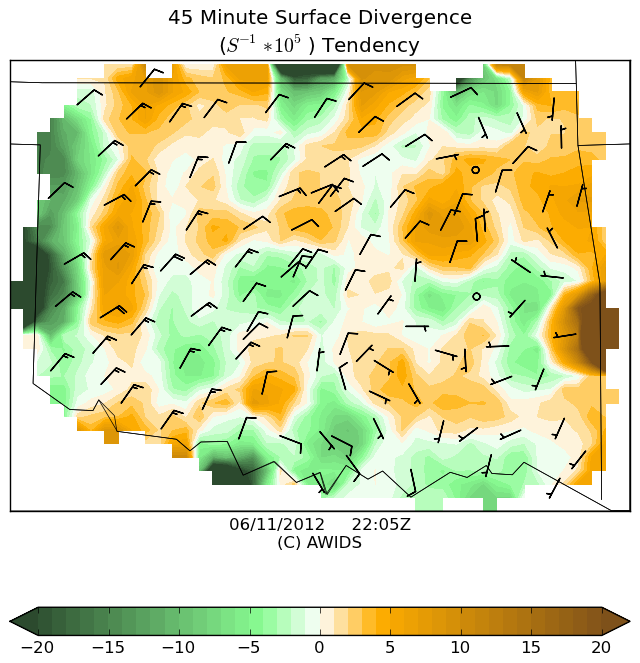 45 Minute Surface Divergence
(S⁻¹ *10⁵ ) Tendency
06/11/2012 22:05Z
(C) AWIDS
−20 −15 −10 −5 0 5 10 15 20